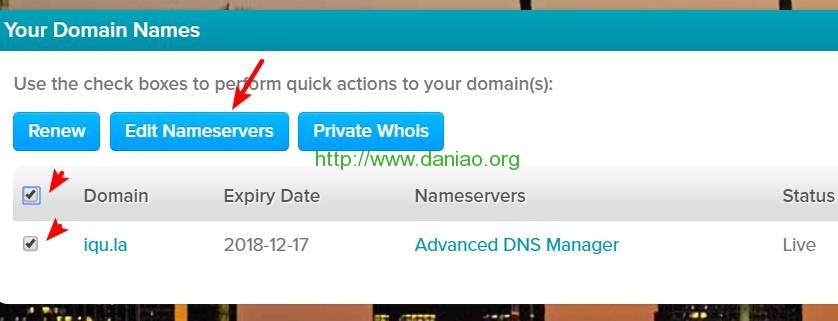 Your Domain Names
Use the check boxes to perform quick actions to your domain(s):
Renew Edit Nameservers Private Whois
http://www.daniao.org
Domain Expiry Date Nameservers Status
iqu.la 2018-12-17 Advanced DNS Manager Live